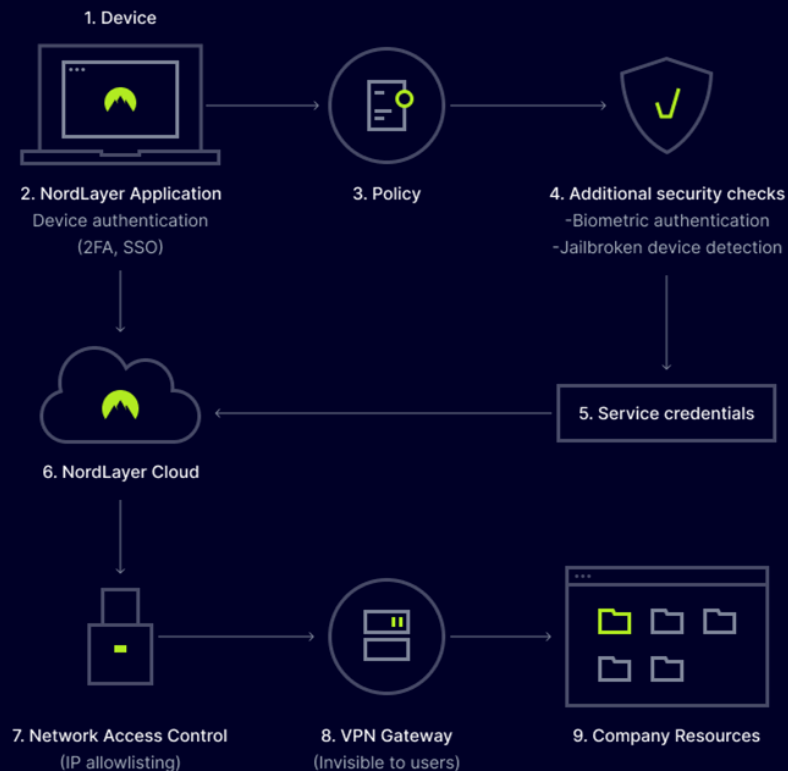 1. Device
2. NordLayer Application
Device authentication
(2FA, SSO)
3. Policy
4. Additional security checks
-Biometric authentication
-Jailbroken device detection
5. Service credentials
6. NordLayer Cloud
7. Network Access Control
(IP allowlisting)
8. VPN Gateway
(Invisible to users)
9. Company Resources